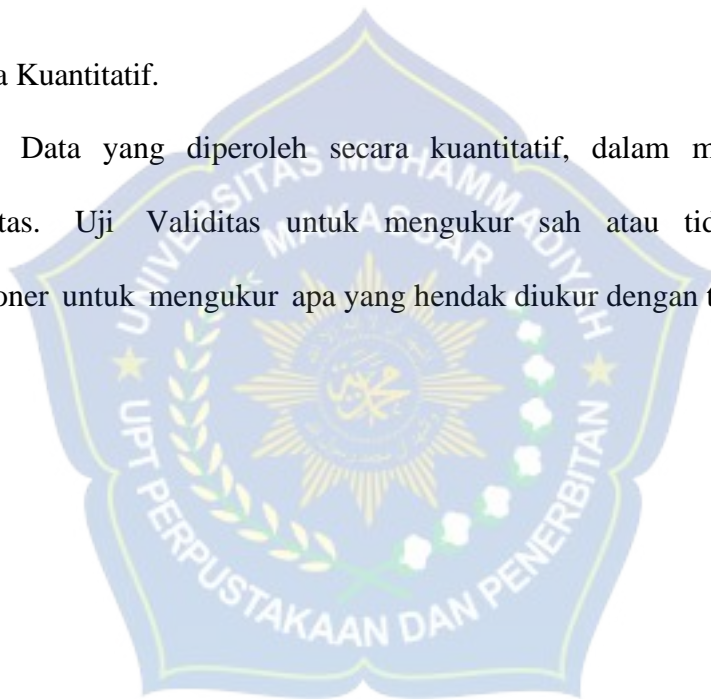 a Kuantitatif.
Data yang diperoleh secara kuantitatif, dalam m
tas. Uji Validitas untuk mengukur sah atau tid
oner untuk mengukur apa yang hendak diukur dengan t
UNIVERSITAS MUHAMMADIYAH
MAKASSAR
UPT PERPUSTAKAAN DAN PENERBITAN